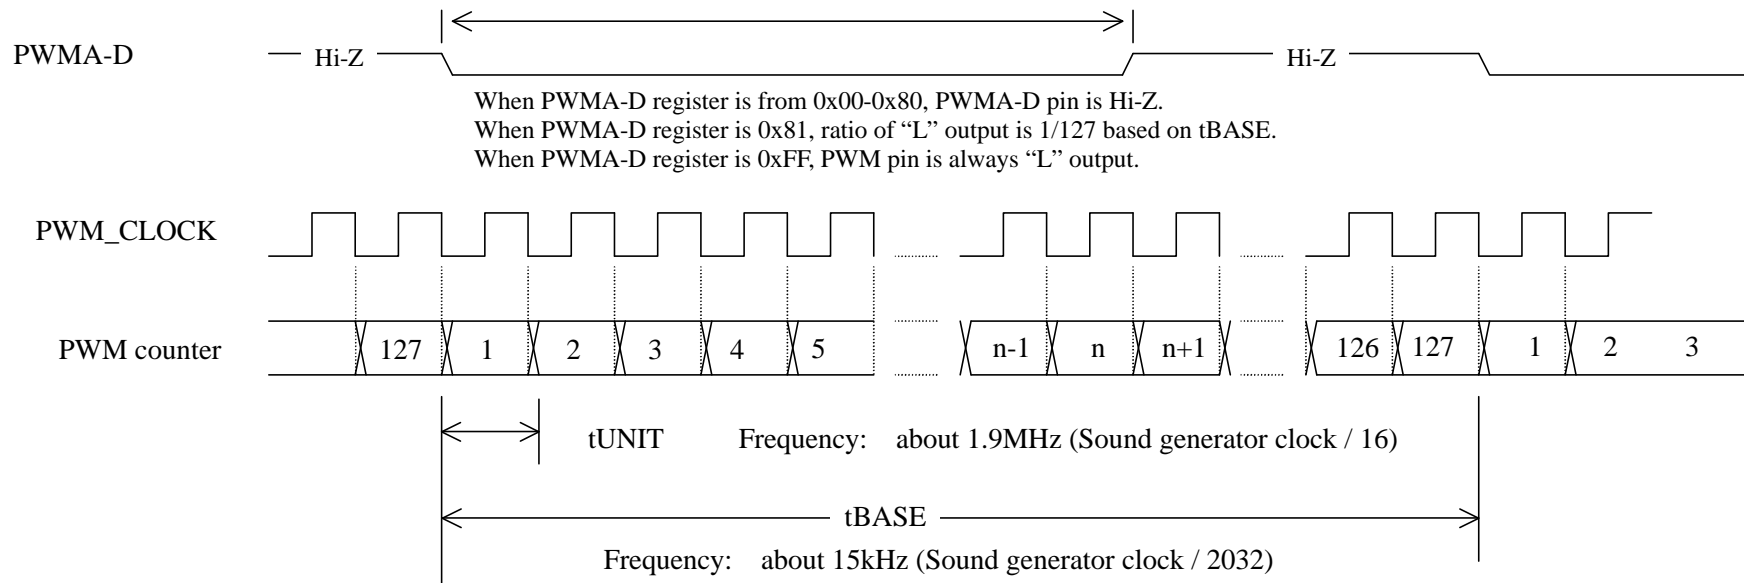 PWMA-D
Hi-Z
Hi-Z
When PWMA-D register is from 0x00-0x80, PWMA-D pin is Hi-Z.
When PWMA-D register is 0x81, ratio of “L” output is 1/127 based on tBASE.
When PWMA-D register is 0xFF, PWM pin is always “L” output.
PWM_CLOCK
PWM counter
127 1 2 3 4 5 n-1 n n+1 126 127 1 2 3
tUNIT Frequency: about 1.9MHz (Sound generator clock / 16)
tBASE
Frequency: about 15kHz (Sound generator clock / 2032)